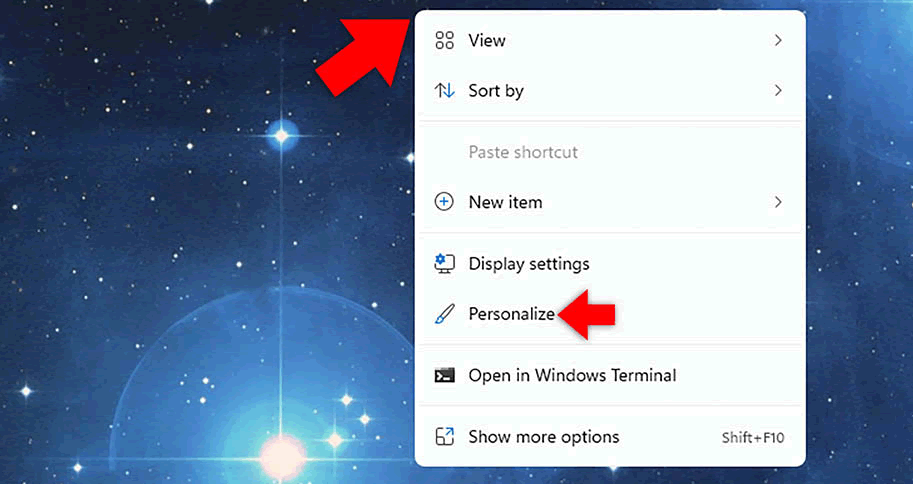 View
Sort by
Paste shortcut
New item
Display settings
Personalize
Open in Windows Terminal
Show more options Shift+F10